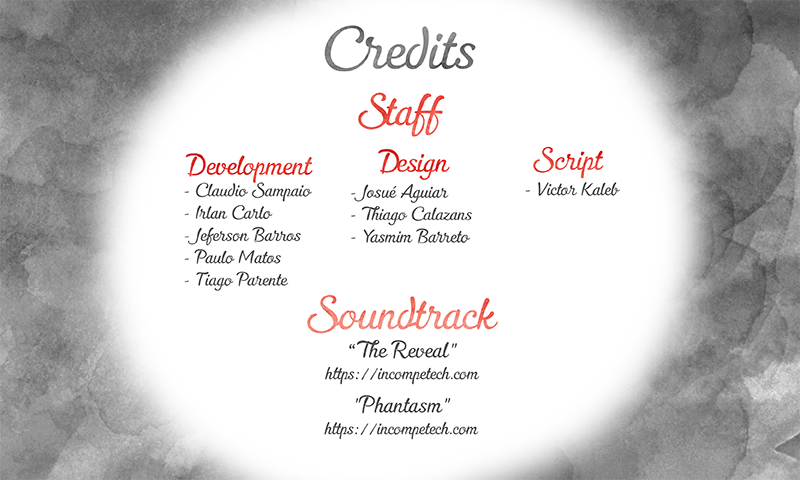 Credits
Staff
Development
- Claudio Sampaio
- Irlan Carlo
- Jeferson Barros
- Paulo Matos
- Tiago Parente
Design
- Josué Aguiar
- Thiago Calazans
- Yasmim Barreto
Script
- Victor Kaleb
Soundtrack
“The Reveal"
https://incompetech.com
"Phantasm"
https://incompetech.com